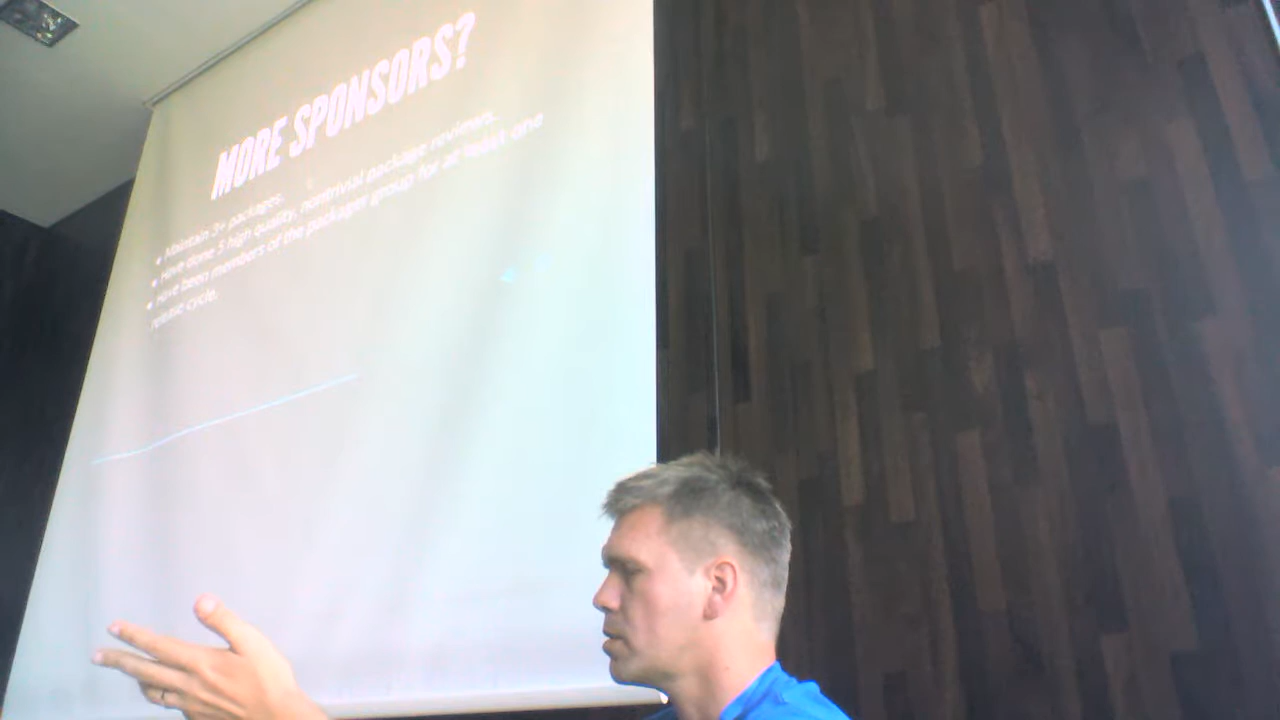 MORE SPONSORS?
• Maintain 3+ packages.
• Have done 5 high quality, nontrivial package reviews.
• Have been members of the packager group for at least one
release cycle.